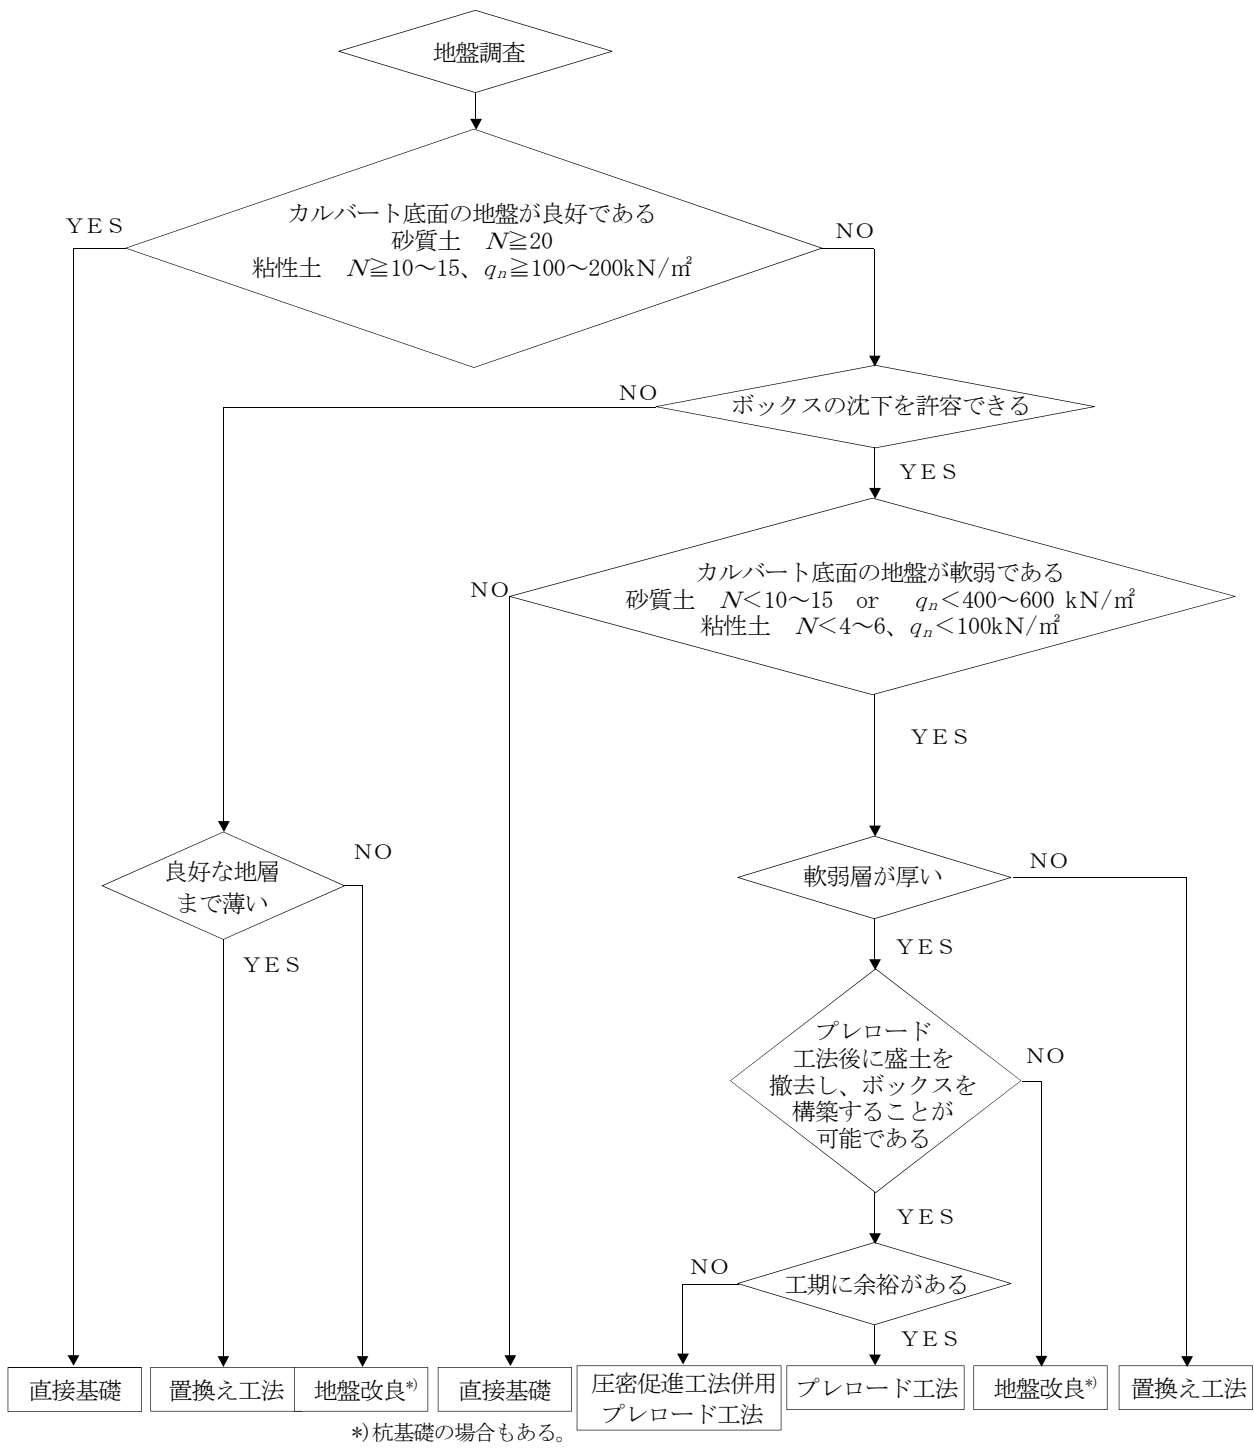 地盤調査
カルバート底面の地盤が良好である
砂質土　N≧20
粘性土　N≧10～15、qn≧100～200kN/㎡
YES
NO
NO
ボックスの沈下を許容できる
YES
カルバート底面の地盤が軟弱である
砂質土　N＜10～15　or　qn＜400～600 kN/㎡
粘性土　N＜4～6、qn＜100kN/㎡
NO
YES
良好な地層
まで薄い
NO
YES
軟弱層が厚い
NO
YES
プレロード
工法後に盛土を
撤去し、ボックスを
構築することが
可能である
NO
YES
NO
工期に余裕がある
YES
直接基礎
置換え工法
地盤改良*)
直接基礎
圧密促進工法併用
プレロード工法
プレロード工法
地盤改良*)
置換え工法
*)杭基礎の場合もある。